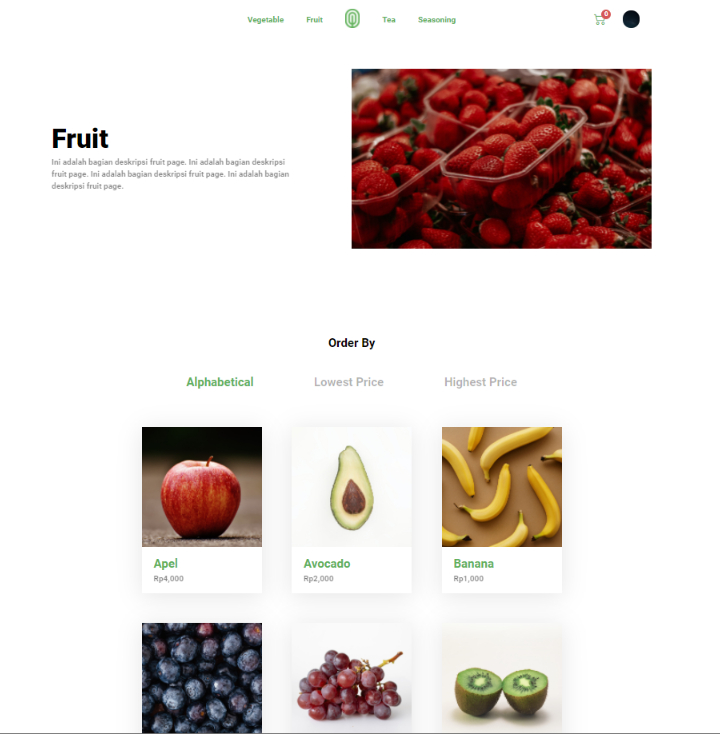 Vegetable Fruit Tea Seasoning 0
Fruit
Ini adalah bagian deskripsi fruit page. Ini adalah bagian deskripsi
fruit page. Ini adalah bagian deskripsi fruit page. Ini adalah bagian
deskripsi fruit page.
Order By
Alphabetical Lowest Price Highest Price
Apel Avocado Banana
Rp4,000 Rp2,000 Rp1,000